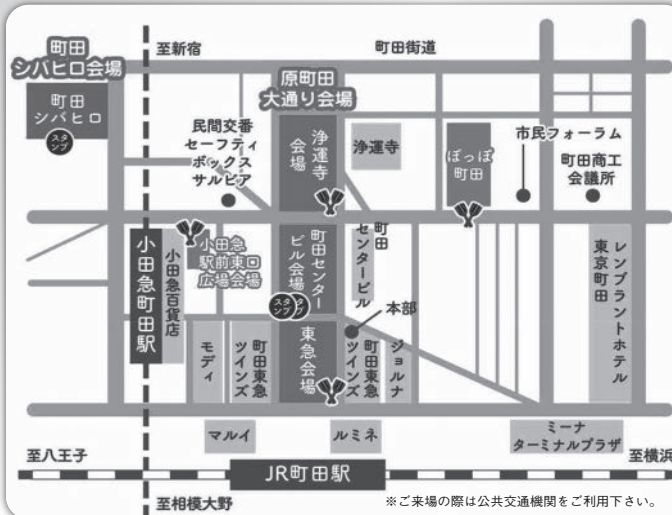 町田
シバヒロ会場
至新宿
町田街道
原町田
大通り会場
町田
シバヒロ
スタンプ
民間交番
セーフティ
ボックス
サルビア
浄運寺
会場
浄運寺
ぽっぽ
町田
市民フォーラム
町田商工
会議所
小田急町田駅
小田急百貨店
小田急
駅前東口
広場会場
町田センター
ビル会場
町田
センタービル
レンブラントホテル
東京町田
スタンプ
本部
モディ
町田東急
ツインズ
東急会場
町田東急
ツインズ
ジョルナ
マルイ
ルミネ
ミーナ
ターミナルプラザ
至八王子
至横浜
JR町田駅
至相模大野
※ご来場の際は公共交通機関をご利用下さい。